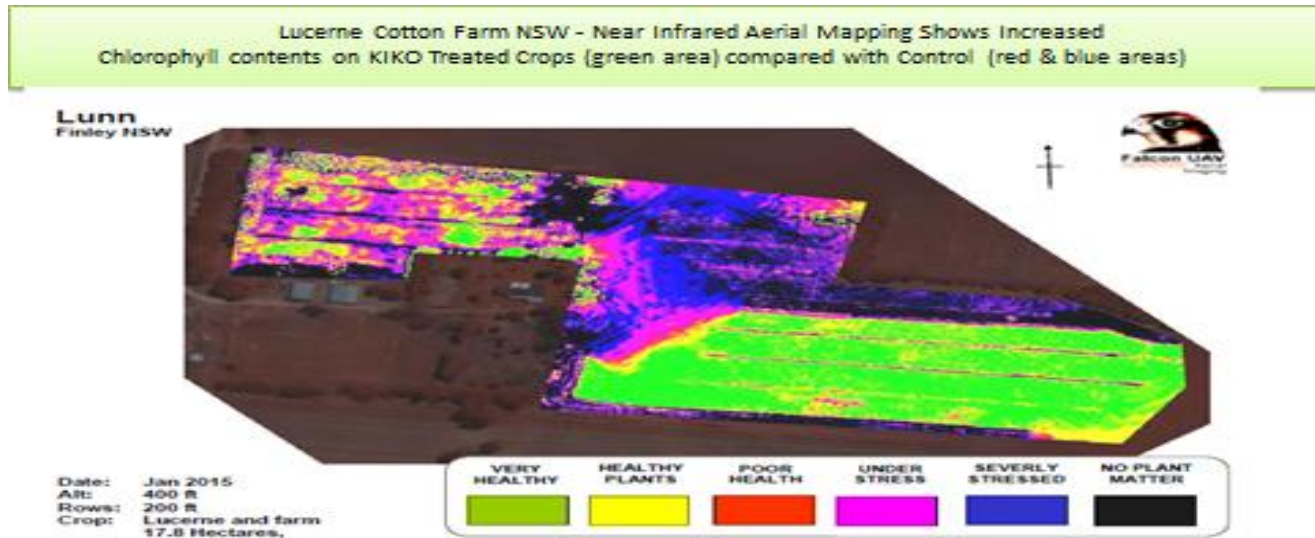 Lucerne Cotton Farm NSW - Near Infrared Aerial Mapping Shows Increased
Chlorophyll contents on KIKO Treated Crops (green area) compared with Control (red & blue areas)
Lunn
Finley NSW
Falcon UAV
Date: Jan 2015
Alt: 400 ft
Rows: 200 ft
Crop: Lucerne and farm
17.8 Hectares,
VERY HEALTHY
HEALTHY PLANTS
POOR HEALTH
UNDER STRESS
SEVERLY STRESSED
NO PLANT MATTER